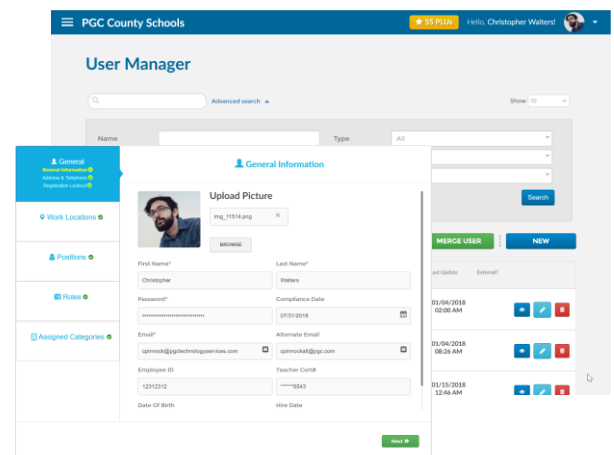 PGC County Schools
55 PLUs
Hello, Christopher Walters!
User Manager
Advanced search
Show 10
Name
Type All
Search
MERGE USER
NEW
Last Update External?
01/04/2018
02:00 AM
01/04/2018
08:26 AM
01/15/2018
12:46 AM
General
General Information
Address & Telephone
Registration Lockout
Work Locations
Positions
Roles
Assigned Categories
General Information
Upload Picture
img_11514.png ×
BROWSE
First Name* Last Name*
Christopher Walters
Password* Compliance Date
•••••••••••••••••••••••••••• 07/31/2018
Email* Alternate Email
cpinnock@pgctechnologyservices.com cpinnockalt@pgc.com
Employee ID Teacher Cert#
12312312 •••••6543
Date Of Birth Hire Date
Next